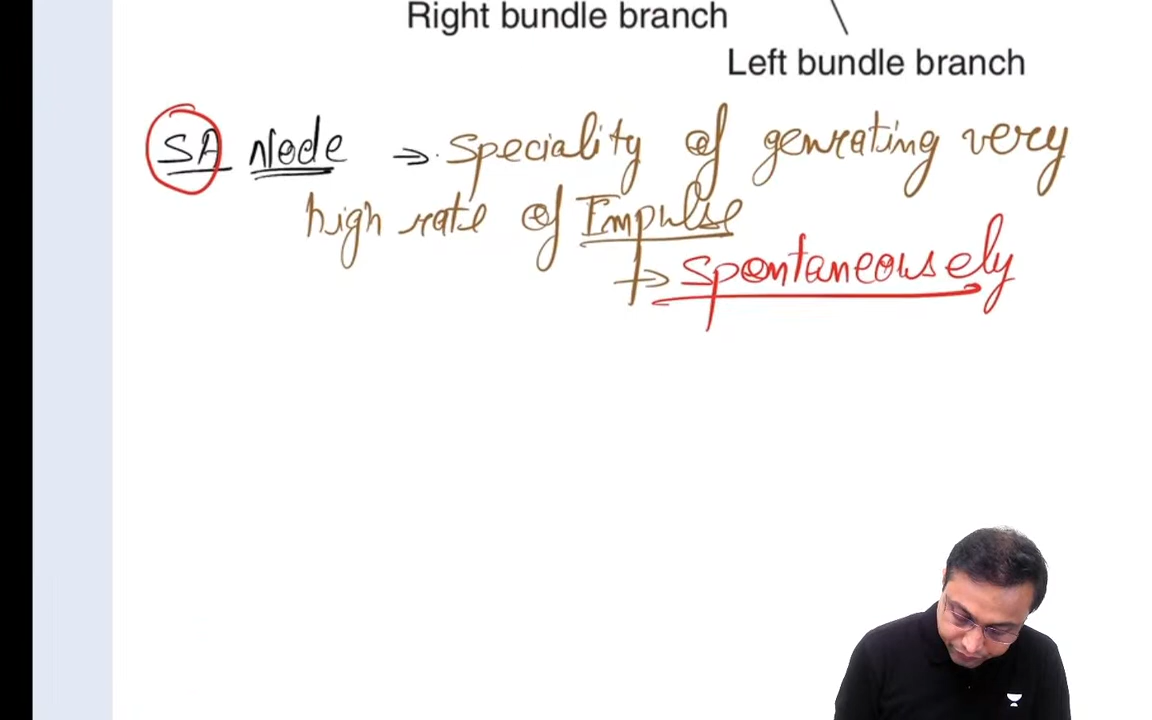 Right bundle branch
Left bundle branch
SA Node → Speciality of genrating very
high rate of Impulse
→ Spontaneousely